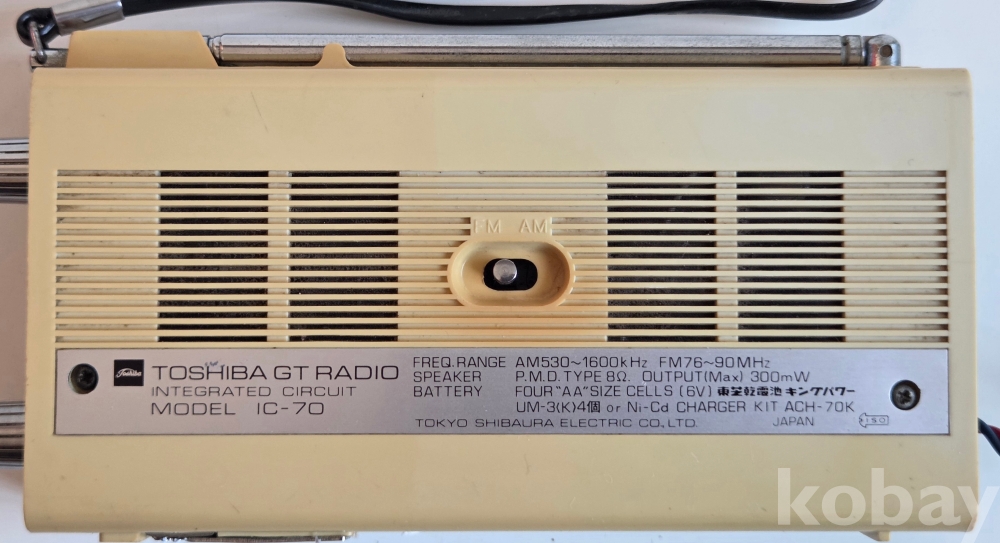 FM AM
Toshiba
TOSHIBA GT RADIO
INTEGRATED CIRCUIT
MODEL IC-70
FREQ. RANGE AM530~1600kHz FM76~90MHz
SPEAKER P.M.D. TYPE 8Ω. OUTPUT(Max) 300mW
BATTERY FOUR "AA" SIZE CELLS (6V) 東芝乾電池 キングパワー
UM-3(K)4個 or Ni-Cd CHARGER KIT ACH-70K
TOKYO SHIBAURA ELECTRIC CO., LTD. JAPAN ISO
kobay